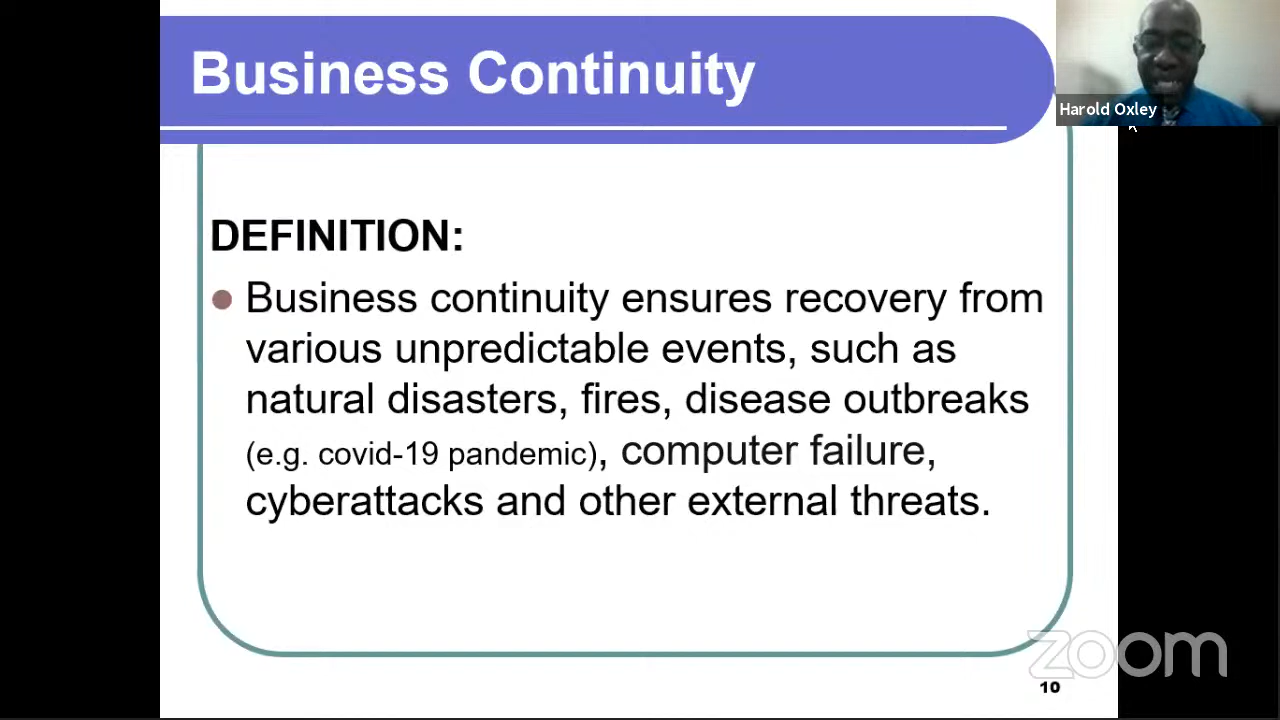 Business Continuity
Harold Oxley
DEFINITION:
Business continuity ensures recovery from
various unpredictable events, such as
natural disasters, fires, disease outbreaks
(e.g. covid-19 pandemic), computer failure,
cyberattacks and other external threats.
zoom
10